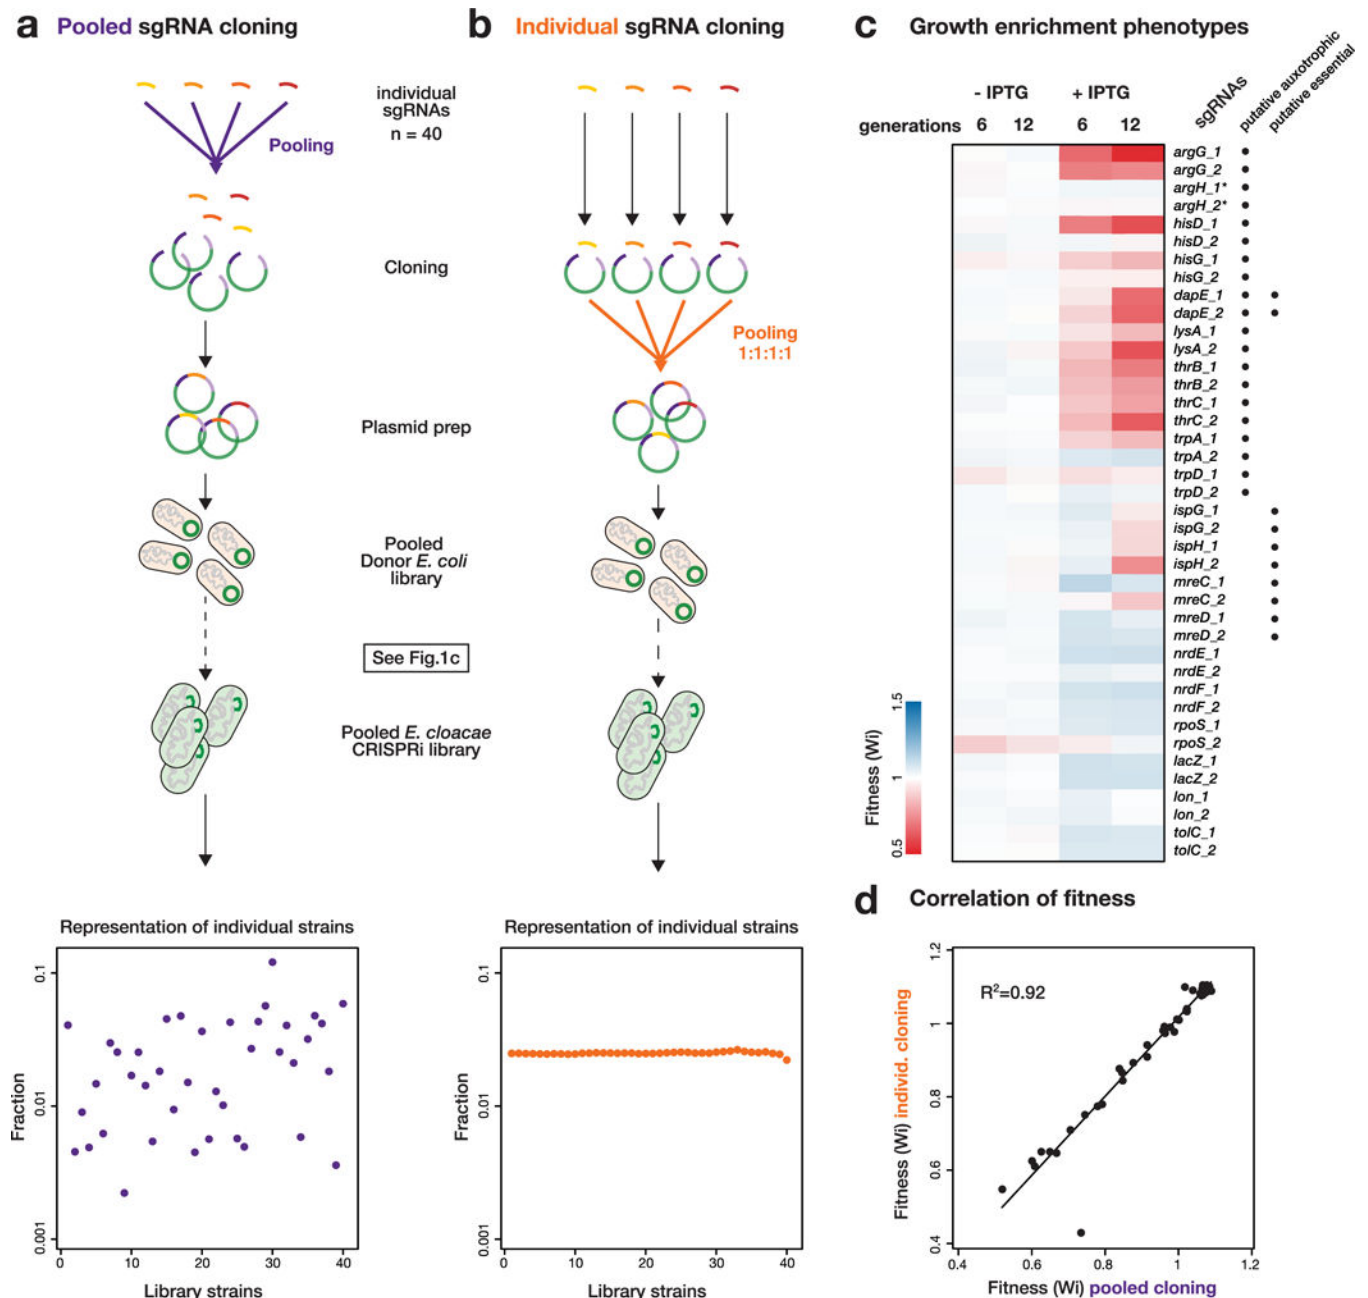 a Pooled sgRNA cloning
individual
sgRNAs
n = 40
Pooling
Cloning
Plasmid prep
Pooled
Donor E. coli
library
See Fig.1c
Pooled E. cloacae
CRISPRi library
Representation of individual strains
Fraction
0.1
0.01
0.001
0 10 20 30 40
Library strains
b Individual sgRNA cloning
Pooling
1:1:1:1
Representation of individual strains
Fraction
0.1
0.01
0.001
0 10 20 30 40
Library strains
c Growth enrichment phenotypes
- IPTG + IPTG
generations 6 12 6 12
sgRNAs
putative auxotrophic
putative essential
argG_1
argG_2
argH_1*
argH_2*
hisD_1
hisD_2
hisG_1
hisG_2
dapE_1
dapE_2
lysA_1
lysA_2
thrB_1
thrB_2
thrC_1
thrC_2
trpA_1
trpA_2
trpD_1
trpD_2
ispG_1
ispG_2
ispH_1
ispH_2
mreC_1
mreC_2
mreD_1
mreD_2
nrdE_1
nrdE_2
nrdF_1
nrdF_2
rpoS_1
rpoS_2
lacZ_1
lacZ_2
lon_1
lon_2
tolC_1
tolC_2
Fitness (Wi)
1.5
1
0.5
d Correlation of fitness
R²=0.92
Fitness (Wi) individ. cloning
1.2
1
0.8
0.6
0.4
0.4 0.6 0.8 1 1.2
Fitness (Wi) pooled cloning